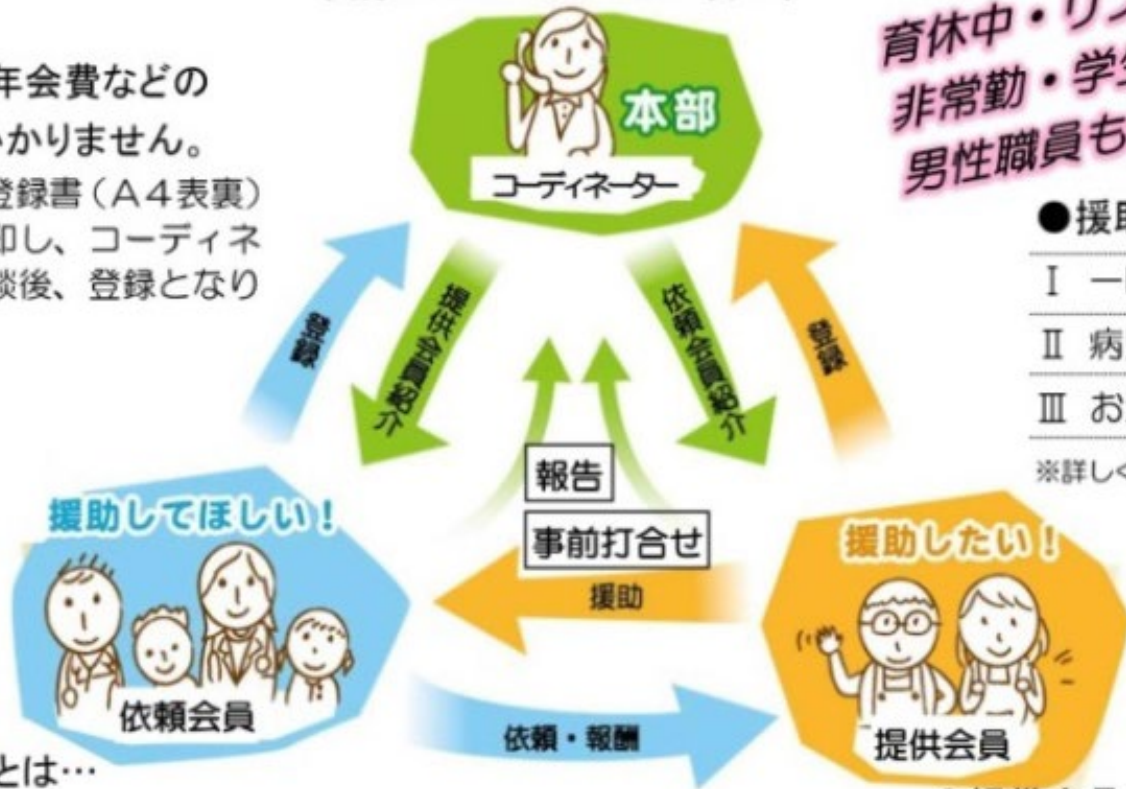 年会費などの
かりません。
登録書（A４表裏）
印し、コーディネ
談後、登録となり
本部
コーディネーター
育休中・リフ
非常勤・学生
男性職員も
●援助
Ⅰ 一
Ⅱ 病
Ⅲ お
※詳しく
登録
提供会員紹介
依頼会員紹介
登録
報告
事前打合せ
援助してほしい！
援助したい！
援助
依頼会員
依頼・報酬
提供会員
とは…